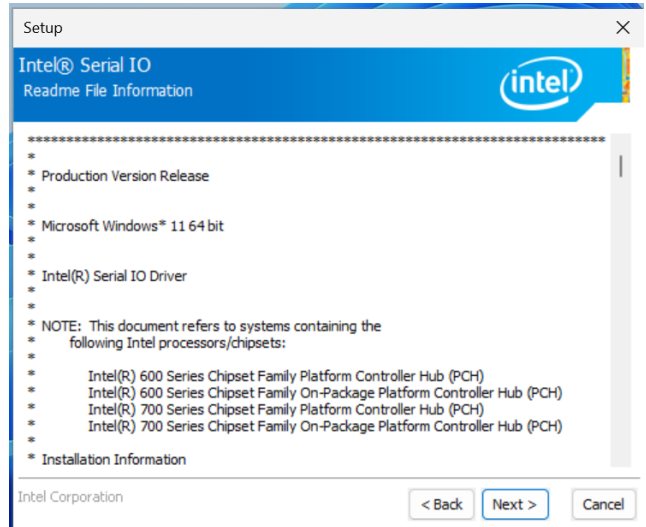 Setup
Intel® Serial IO
Readme File Information
intel
*******************************************************************************
*
* Production Version Release
*
*
* Microsoft Windows* 11 64 bit
*
*
* Intel(R) Serial IO Driver
*
*
* NOTE: This document refers to systems containing the
* following Intel processors/chipsets:
*
* Intel(R) 600 Series Chipset Family Platform Controller Hub (PCH)
* Intel(R) 600 Series Chipset Family On-Package Platform Controller Hub (PCH)
* Intel(R) 700 Series Chipset Family Platform Controller Hub (PCH)
* Intel(R) 700 Series Chipset Family On-Package Platform Controller Hub (PCH)
*
* Installation Information
Intel Corporation
< Back Next > Cancel